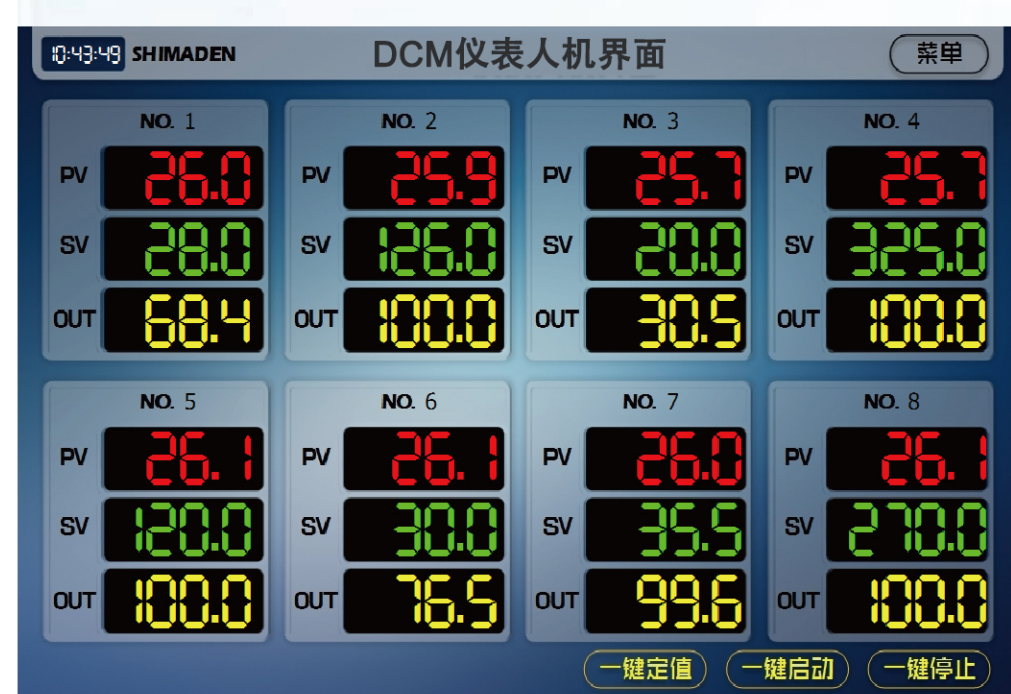 10:43:49 SHIMADEN DCM仪表人机界面 菜单
NO. 1 NO. 2 NO. 3 NO. 4
PV 26.0 PV 25.9 PV 25.7 PV 25.7
SV 28.0 SV 126.0 SV 20.0 SV 325.0
OUT 68.4 OUT 100.0 OUT 30.5 OUT 100.0
NO. 5 NO. 6 NO. 7 NO. 8
PV 26.1 PV 26.1 PV 26.0 PV 26.1
SV 120.0 SV 30.0 SV 35.5 SV 270.0
OUT 100.0 OUT 76.5 OUT 99.6 OUT 100.0
一键定值 一键启动 一键停止